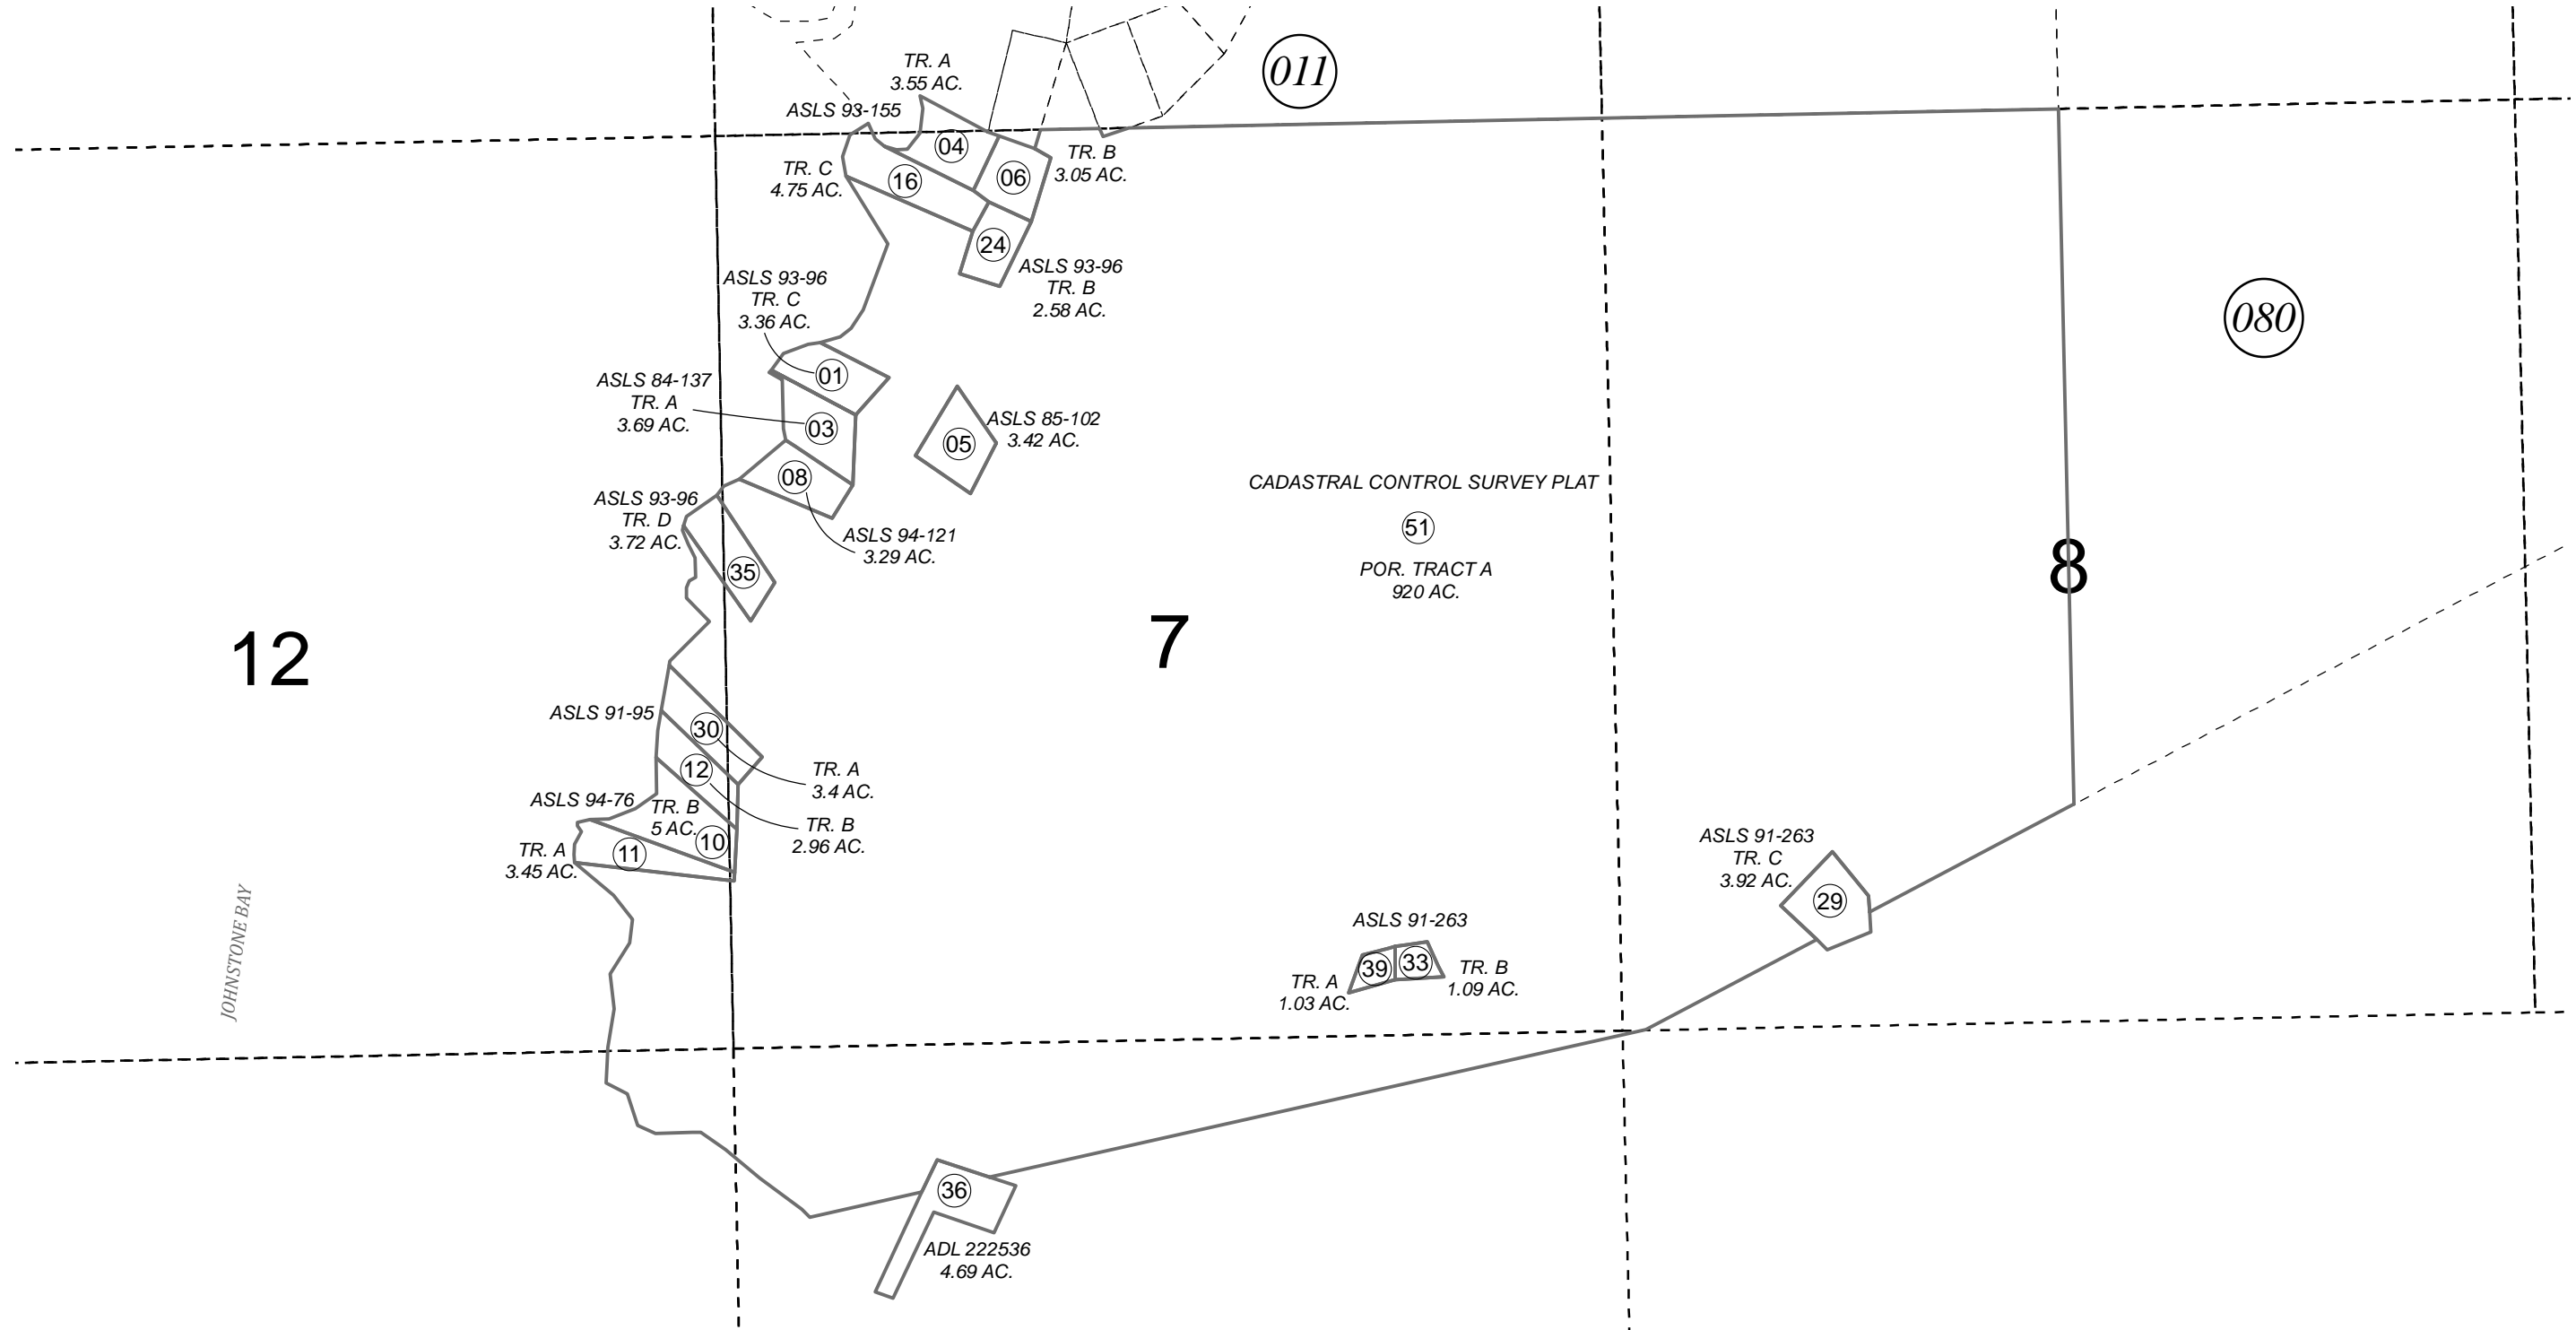 TR. A
3.55 AC.
011
ASLS 93-155
04
TR. B
3.05 AC.
TR. C
4.75 AC.
16
06
24
ASLS 93-96
TR. B
2.58 AC.
ASLS 93-96
TR. C
3.36 AC.
080
01
ASLS 84-137
TR. A
3.69 AC.
03
ASLS 85-102
3.42 AC.
05
08
CADASTRAL CONTROL SURVEY PLAT
51
POR. TRACT A
920 AC.
ASLS 93-96
TR. D
3.72 AC.
ASLS 94-121
3.29 AC.
35
8
12
7
ASLS 91-95
30
12
TR. A
3.4 AC.
ASLS 94-76
TR. B
5 AC.
10
TR. B
2.96 AC.
11
TR. A
3.45 AC.
ASLS 91-263
TR. C
3.92 AC.
29
JOHNSTONE BAY
ASLS 91-263
39
33
TR. A
1.03 AC.
TR. B
1.09 AC.
36
ADL 222536
4.69 AC.